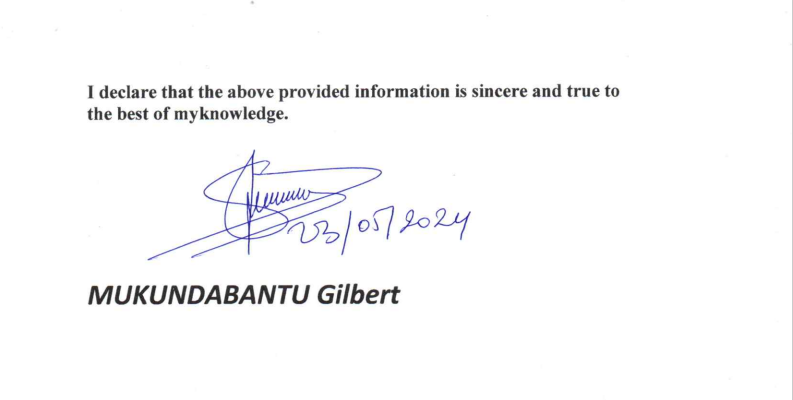 I declare that the above provided information is sincere and true to
the best of myknowledge.
23/05/2024
MUKUNDABANTU Gilbert